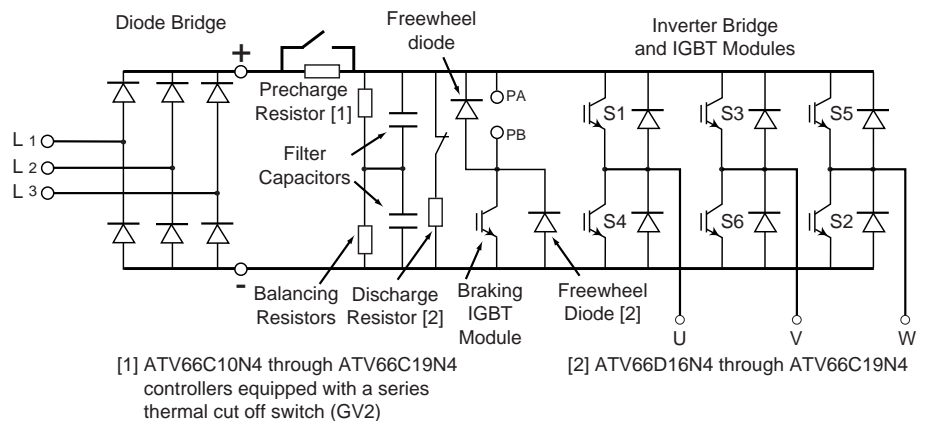 Diode Bridge
Freewheel
diode
Inverter Bridge
and IGBT Modules
+
Precharge
Resistor [1]
PA
PB
S1
S3
S5
L 1
L 2
L 3
Filter
Capacitors
S4
S6
S2
-
Balancing
Resistors
Discharge
Resistor [2]
Braking
IGBT
Module
Freewheel
Diode [2]
U
V
W
[1] ATV66C10N4 through ATV66C19N4
controllers equipped with a series
thermal cut off switch (GV2)
[2] ATV66D16N4 through ATV66C19N4